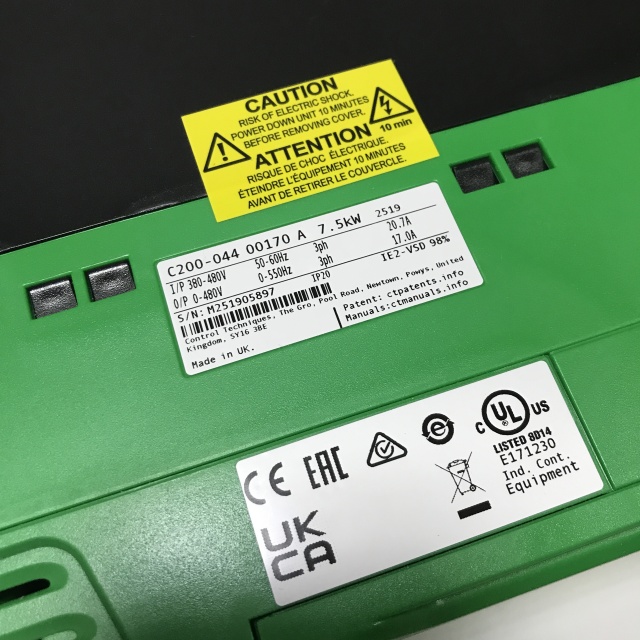 CAUTION
RISK OF ELECTRIC SHOCK.
POWER DOWN UNIT 10 MINUTES
BEFORE REMOVING COVER.
10 min
ATTENTION
RISQUE DE CHOC ÉLECTRIQUE.
ÉTEINDRE L'ÉQUIPEMENT 10 MINUTES
AVANT DE RETIRER LE COUVERCLE.
C200-044 00170 A 7.5kW 2519
I/P 380-480V 50-60Hz 3ph 20.7A
O/P 0-480V 0-550Hz 3ph 17.0A
S/N: M251905897 IP20 IE2-VSD 98%
Control Techniques, The Gro, Pool Road, Newtown, Powys, United
Kingdom, SY16 3BE
Patent: ctpatents.info
Manuals: ctmanuals.info
Made in UK.
CE EAC
UK
CA
C UL US
LISTED 8D14
E171230
Ind. Cont.
Equipment